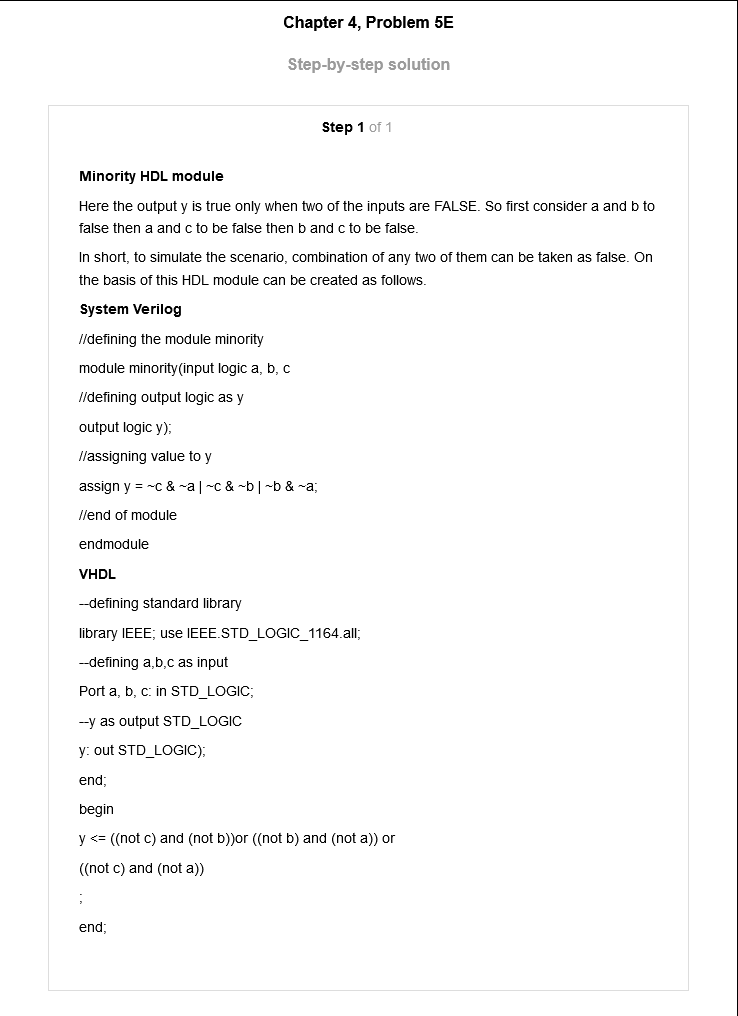 Chapter 4, Problem 5E
Step-by-step solution
Step 1 of 1
Minority HDL module
Here the output y is true only when two of the inputs are FALSE. So first consider a and b to
false then a and c to be false then b and c to be false.
In short, to simulate the scenario, combination of any two of them can be taken as false. On
the basis of this HDL module can be created as follows.
System Verilog
//defining the module minority
module minority(input logic a, b, c
//defining output logic as y
output logic y);
//assigning value to y
assign y = ~c & ~a | ~c & ~b | ~b & ~a;
//end of module
endmodule
VHDL
--defining standard library
library IEEE; use IEEE.STD_LOGIC_1164.all;
--defining a,b,c as input
Port a, b, c: in STD_LOGIC;
--y as output STD_LOGIC
y: out STD_LOGIC);
end;
begin
y <= ((not c) and (not b))or ((not b) and (not a)) or
((not c) and (not a))
;
end;